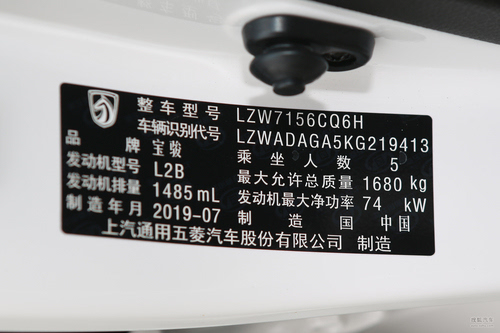 整车型号 LZW7156CQ6H
车辆识别代号 LZWADAGA5KG219413
品牌 宝骏 乘坐人数 5
发动机型号 L2B 最大允许总质量 1680 kg
发动机排量 1485 mL 发动机最大净功率 74 kW
制造年月 2019-07 制造国 中国
上汽通用五菱汽车股份有限公司 制造